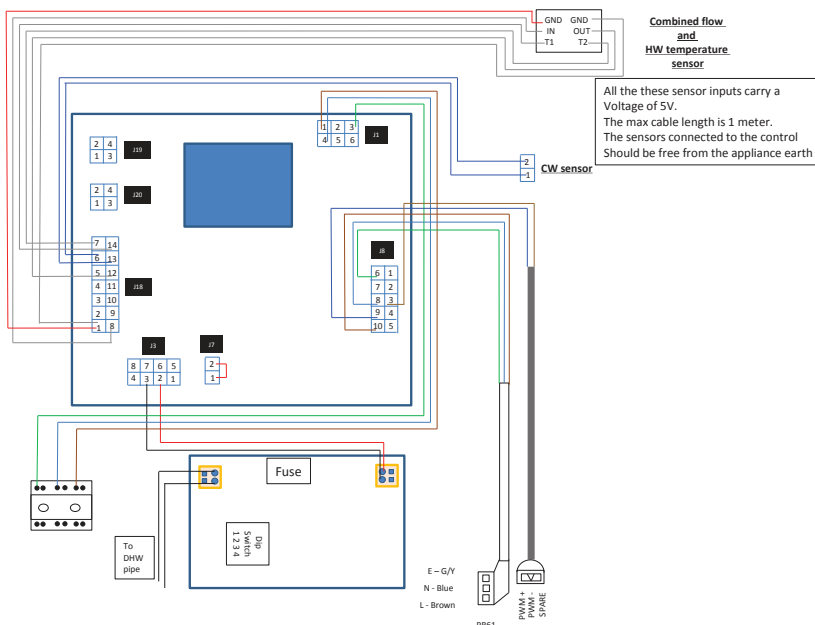 GND GND
IN OUT
T1 T2
Combined flow
and
HW temperature
sensor
All the these sensor inputs carry a
Voltage of 5V.
The max cable length is 1 meter.
The sensors connected to the control
Should be free from the appliance earth
1 2 3
4 5 6
J1
2 4
1 3
J19
2
1
CW sensor
2 4
1 3
J20
7 14
6 13
5 12
4 11
3 10
2 9
1 8
J18
J8
6 1
7 2
8 3
9 4
10 5
J3
8 7 6 5
4 3 2 1
J7
2
1
Fuse
Dip
Switch
1 2 3 4
To
DHW
pipe
E – G/Y
N - Blue
L - Brown
PWM +
PWM -
SPARE